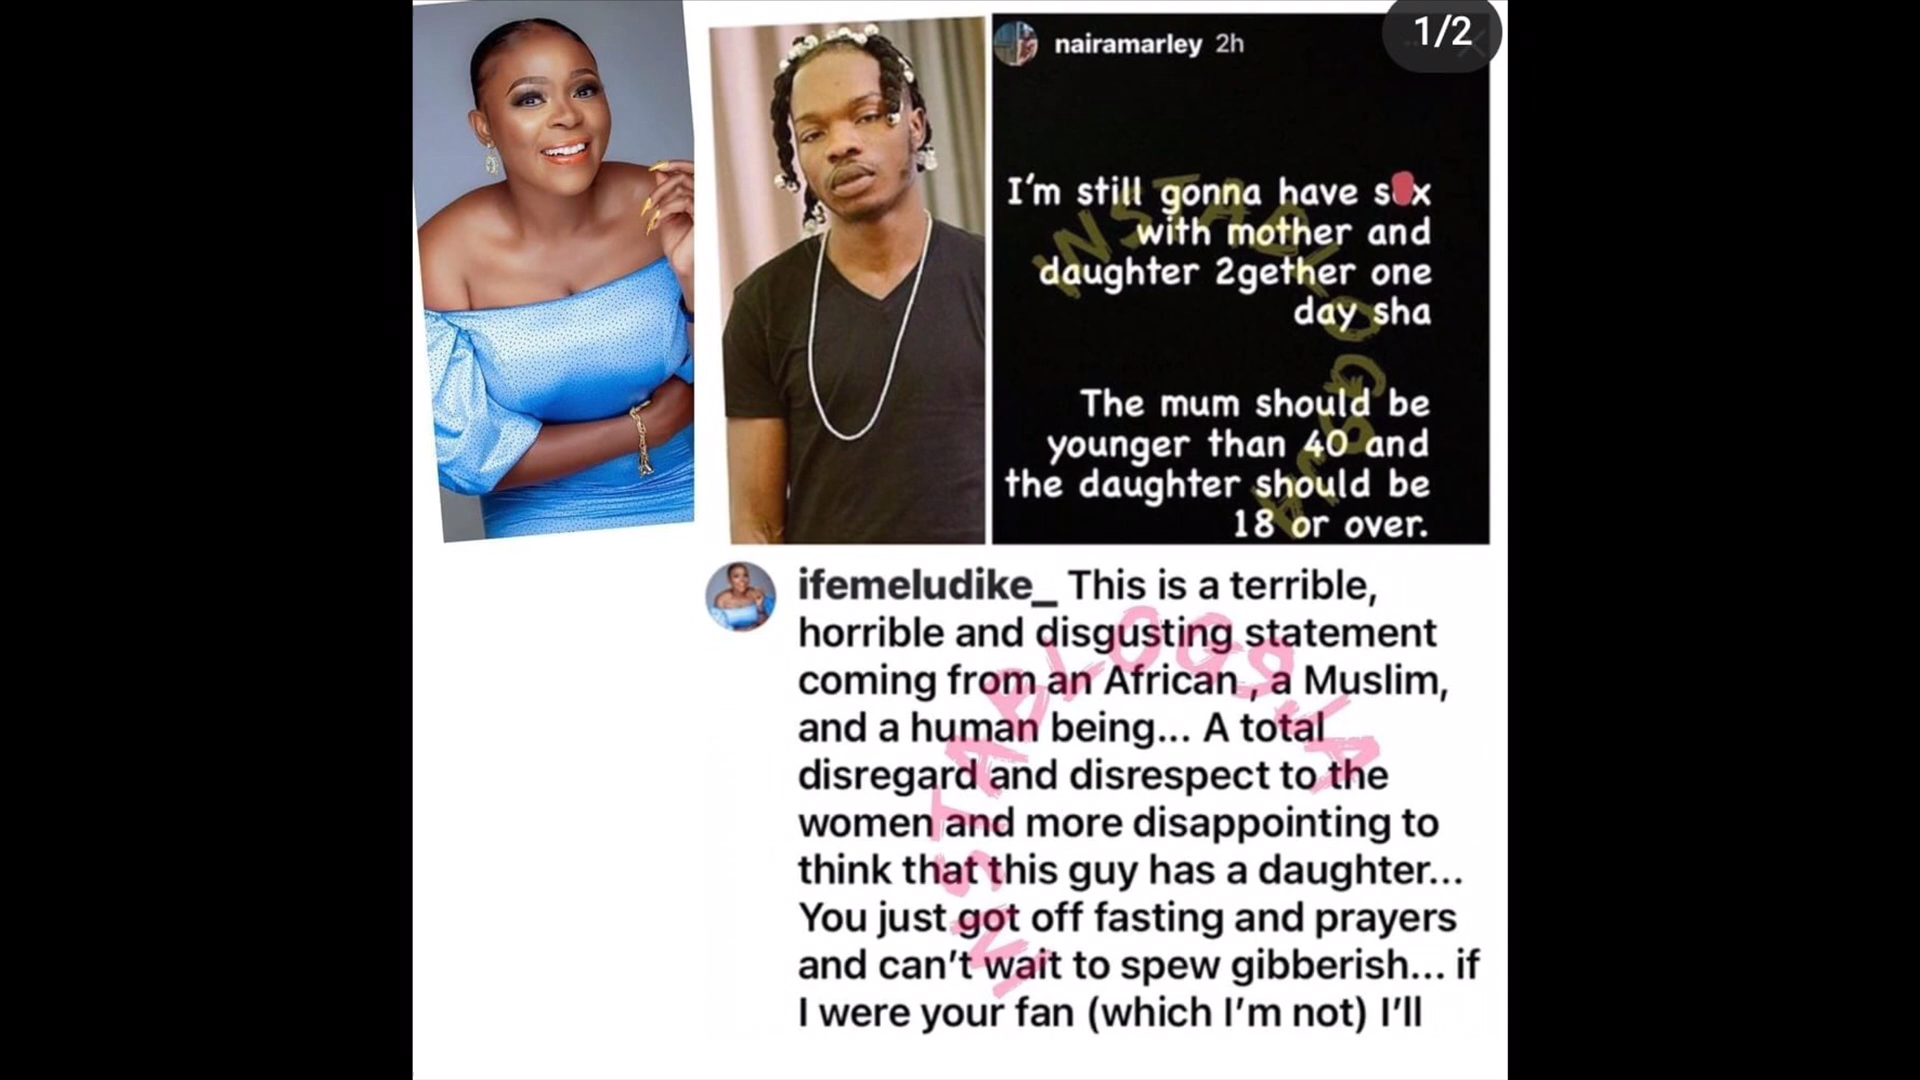 1/2
nairamarley 2h
I'm still gonna have sex
with mother and
daughter 2gether one
day sha
The mum should be
younger than 40 and
the daughter should be
18 or over.
INSTABLOG9JA
ifemeludike_ This is a terrible,
horrible and disgusting statement
coming from an African , a Muslim,
and a human being... A total
disregard and disrespect to the
women and more disappointing to
think that this guy has a daughter...
You just got off fasting and prayers
and can't wait to spew gibberish... if
I were your fan (which I'm not) I'll
INSTABLOG9JA